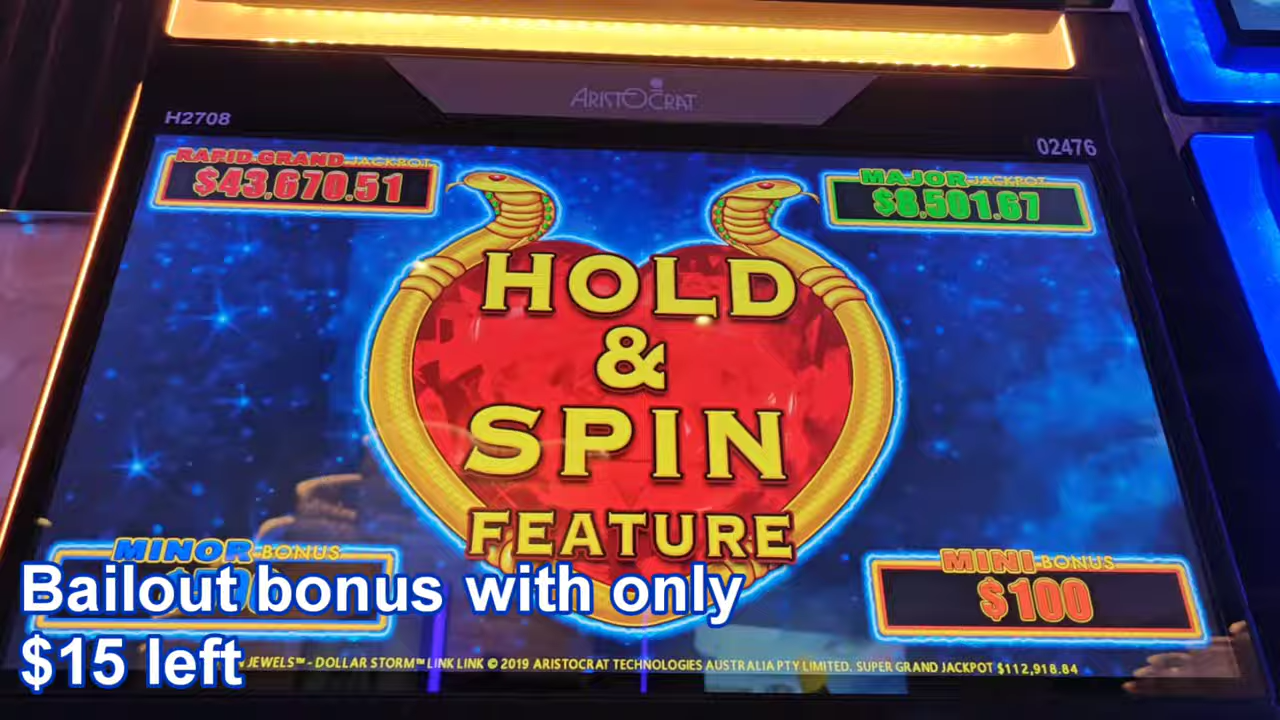 ARISTOCRAT
H2708
02476
RAPID GRAND JACKPOT
$43,670.51
MAJOR JACKPOT
$8,501.67
HOLD
&
SPIN
FEATURE
MINOR BONUS
MINI BONUS
$100
Bailout bonus with only
$15 left
JEWELS™ - DOLLAR STORM™ LINK LINK © 2019 ARISTOCRAT TECHNOLOGIES AUSTRALIA PTY LIMITED. SUPER GRAND JACKPOT $112,918.84